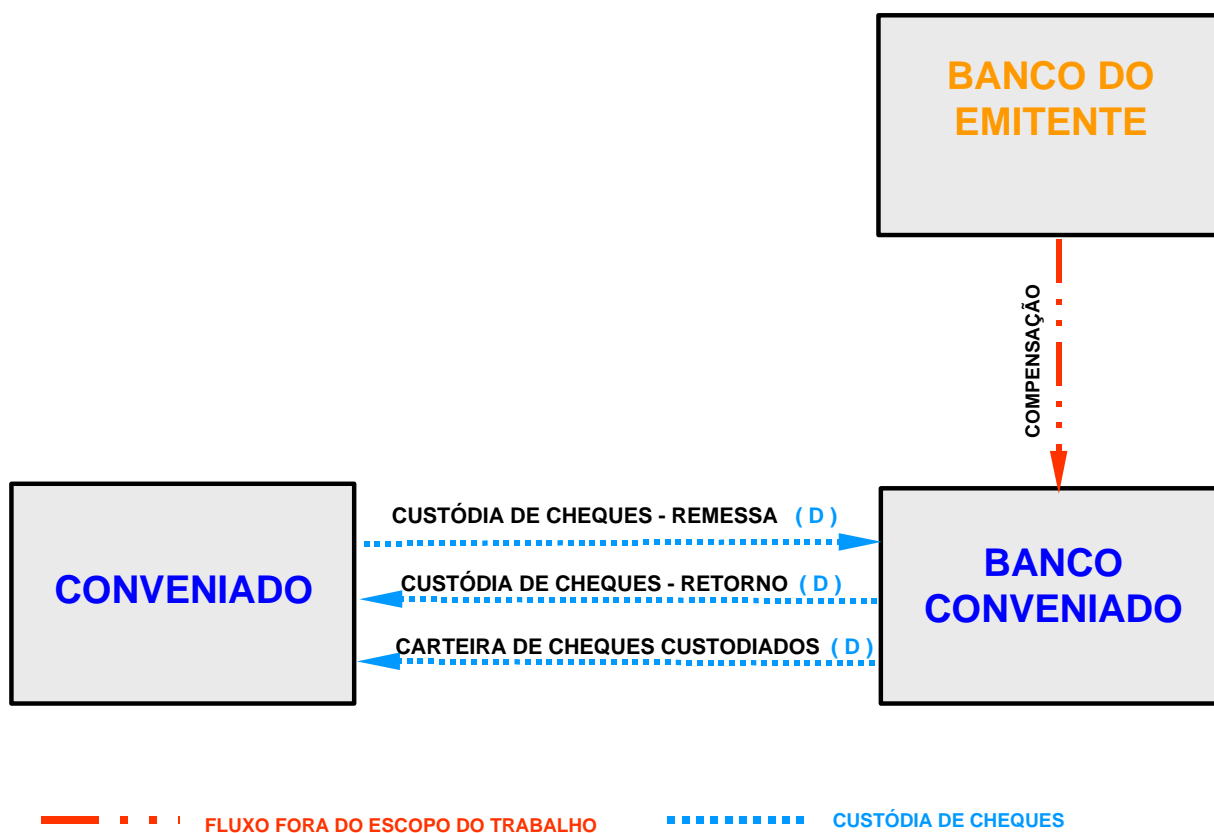 BANCO DO
EMITENTE
COMPENSAÇÃO
CUSTÓDIA DE CHEQUES - REMESSA ( D )
CONVENIADO
CUSTÓDIA DE CHEQUES - RETORNO ( D )
BANCO
CONVENIADO
CARTEIRA DE CHEQUES CUSTODIADOS ( D )
FLUXO FORA DO ESCOPO DO TRABALHO
CUSTÓDIA DE CHEQUES